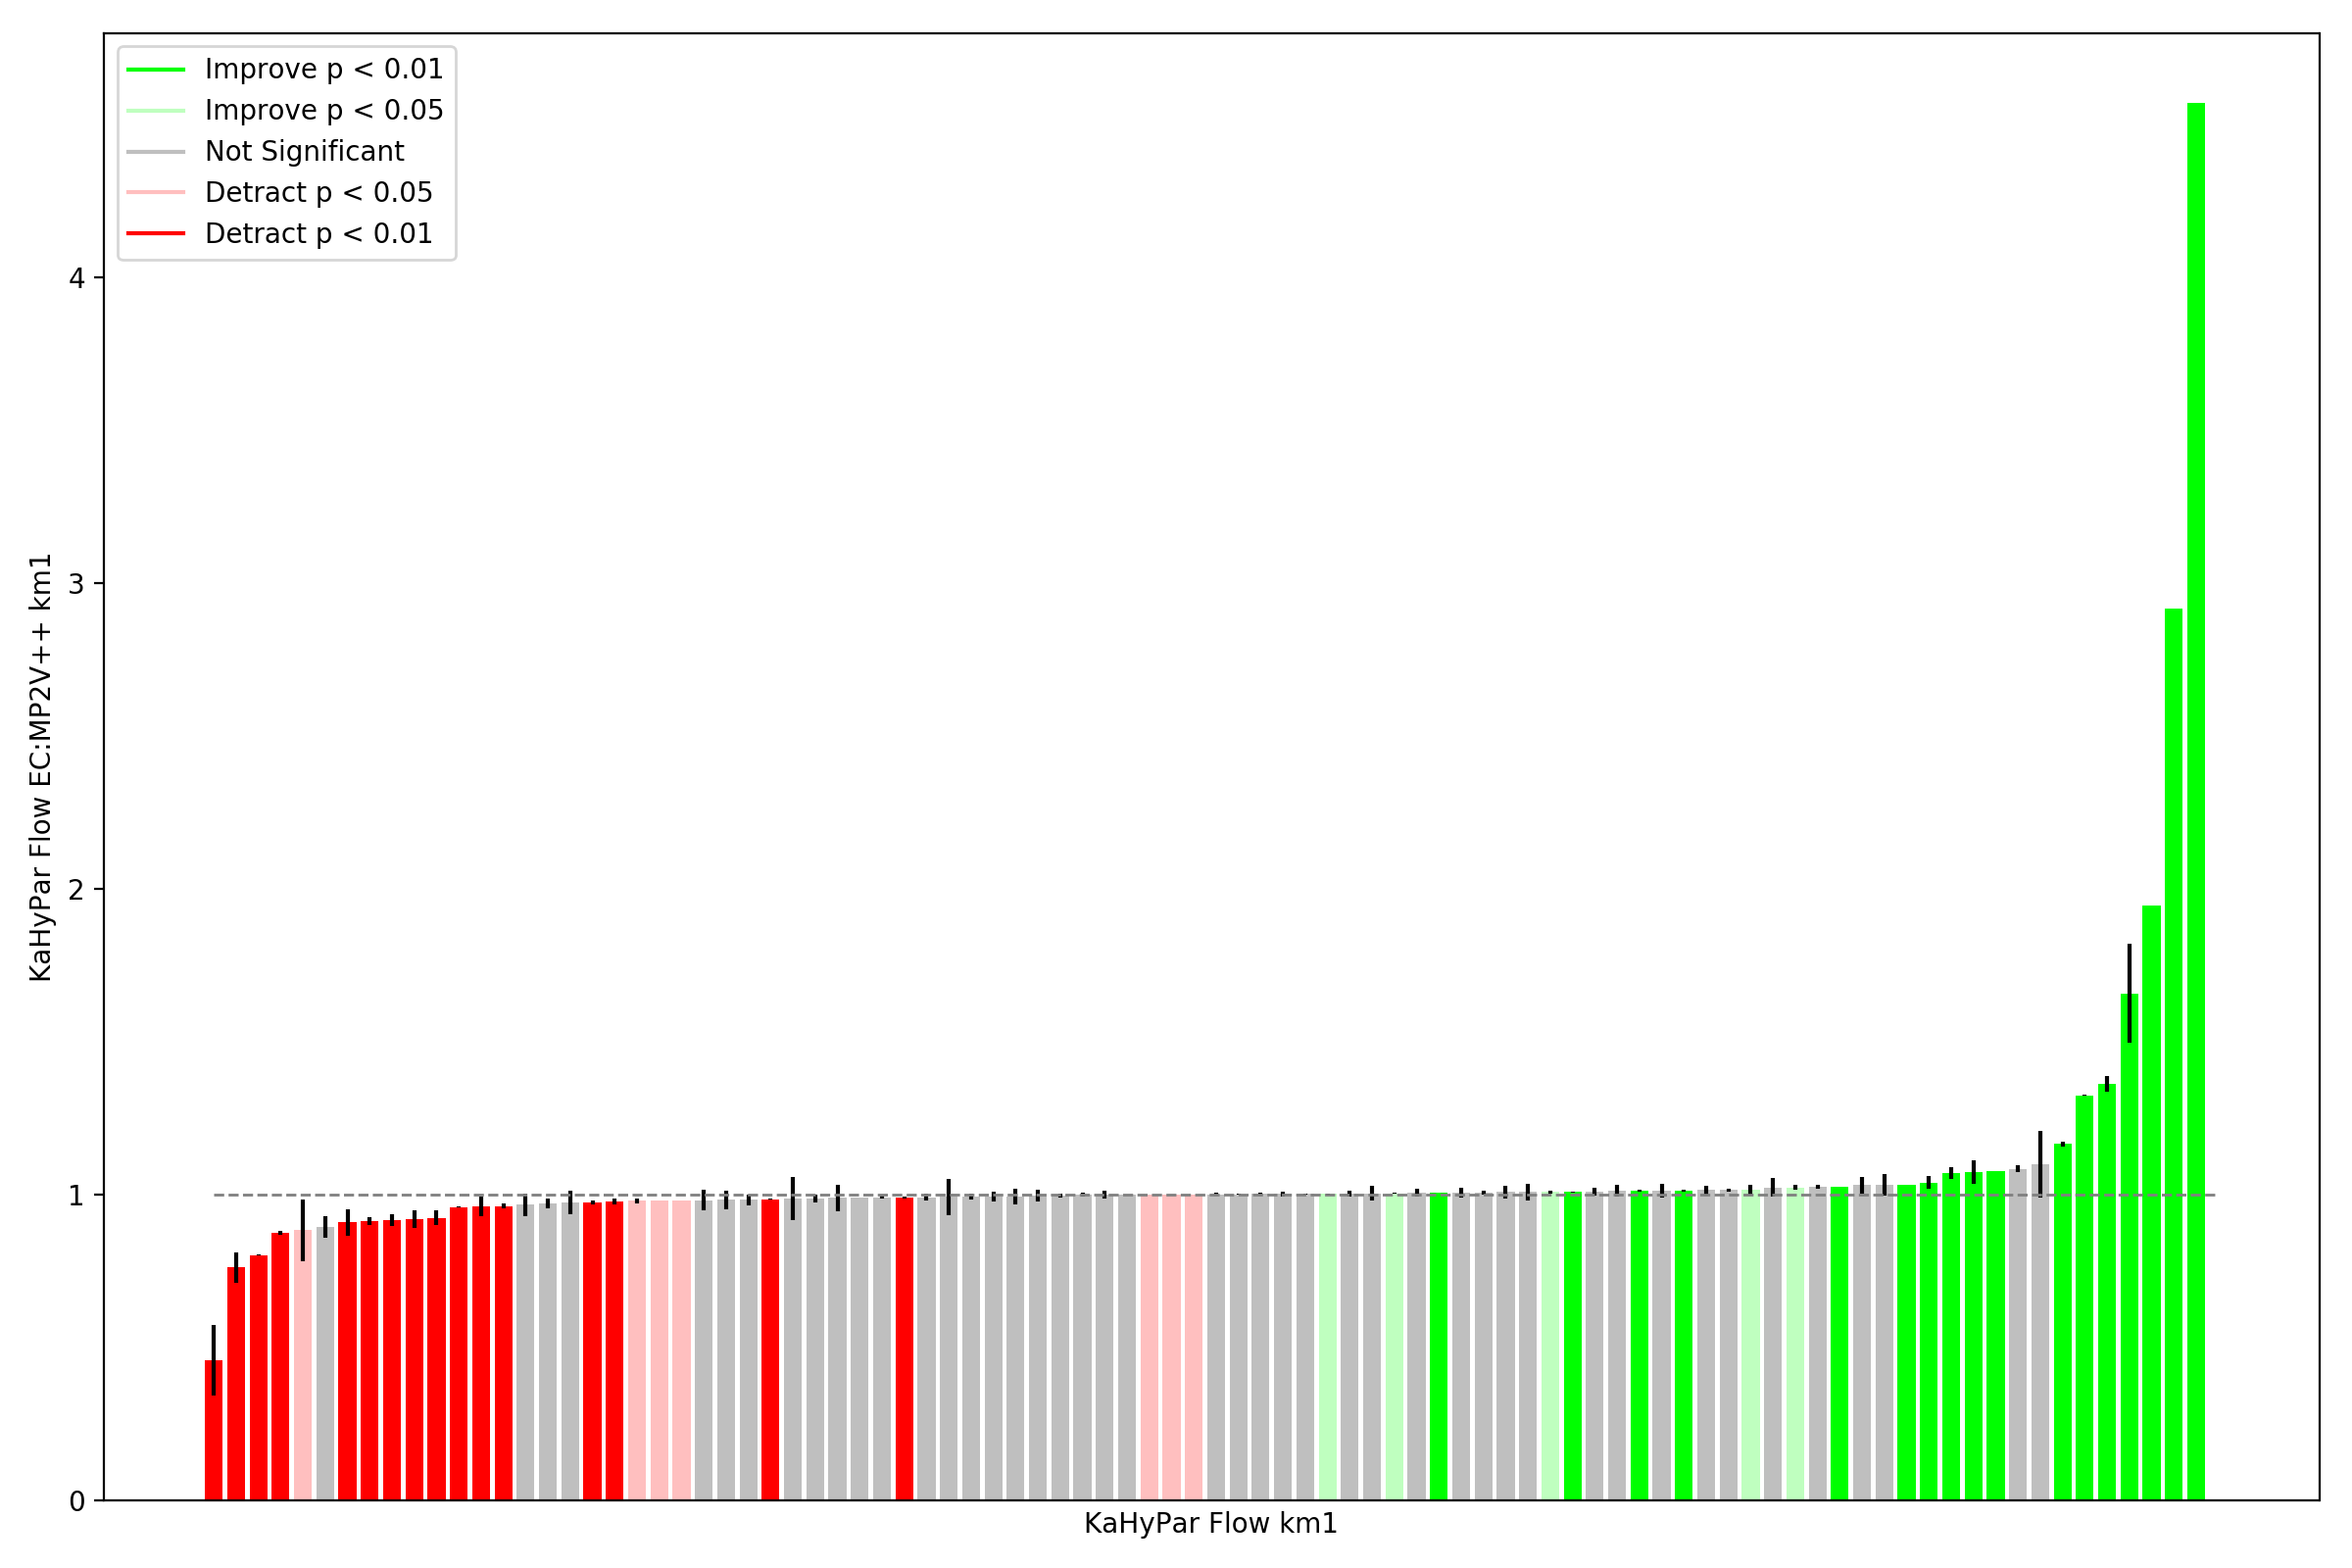 Improve p < 0.01
Improve p < 0.05
Not Significant
Detract p < 0.05
Detract p < 0.01
4
3
2
1
0
KaHyPar Flow EC:MP2V++ km1
KaHyPar Flow km1